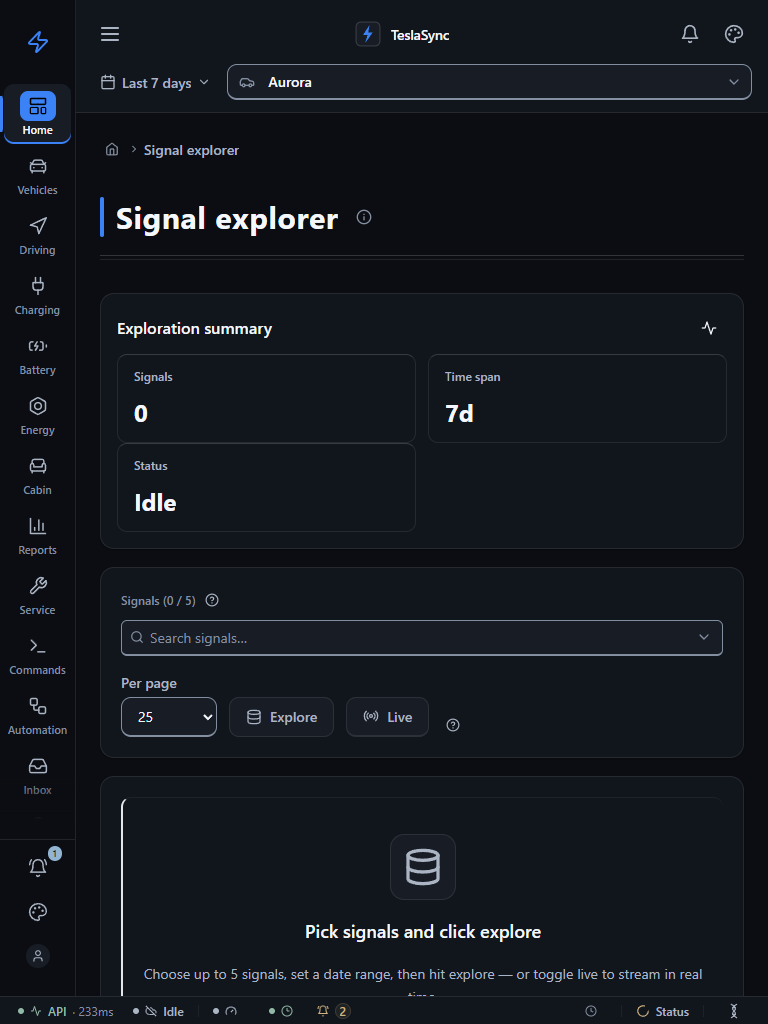 TeslaSync
Last 7 days
Aurora
Home
Vehicles
Driving
Charging
Battery
Energy
Cabin
Reports
Service
Commands
Automation
Inbox
1
Signal explorer
Signal explorer
Exploration summary
Signals
0
Time span
7d
Status
Idle
Signals (0 / 5)
Search signals...
Per page
25
Explore
Live
Pick signals and click explore
Choose up to 5 signals, set a date range, then hit explore — or toggle live to stream in real
time
API · 233ms
Idle
2
Status